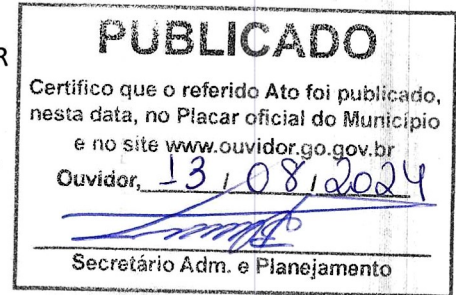 R
PUBLICADO
Certifico que o referido Ato foi publicado,
nesta data, no Placar oficial do Município
e no site www.ouvidor.go.gov.br
Ouvidor, 13 / 08 / 2024
Secretário Adm. e Planejamento